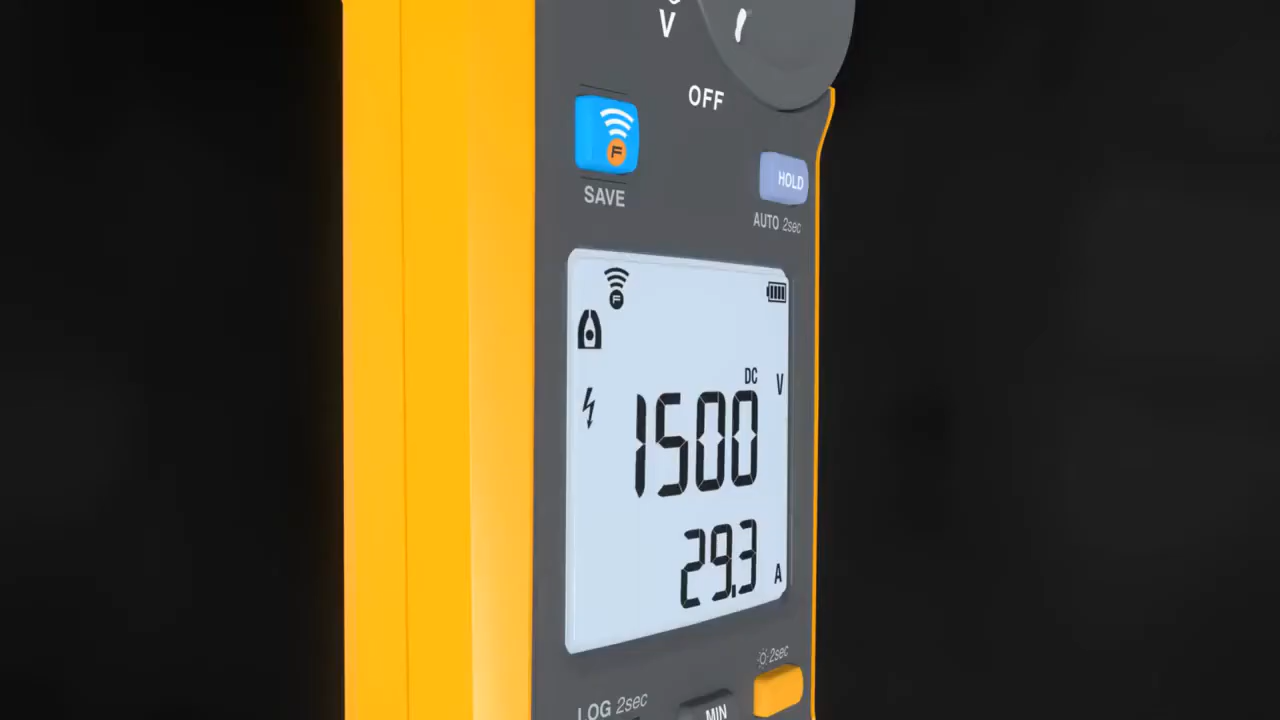 V
OFF
F
SAVE
HOLD
AUTO 2sec
F
DC V
1500
29.3 A
2sec
LOG 2sec
MIN